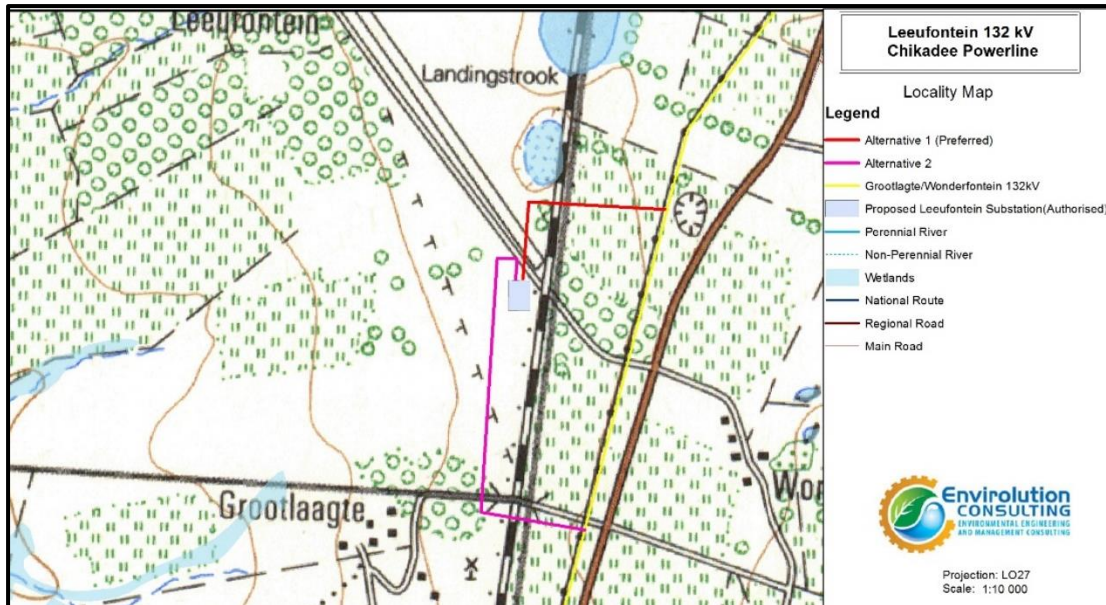 Leeufontein
Landingstrook
Grootlaagte
Wor
Leeufontein 132 kV
Chikadee Powerline
Locality Map
Legend
Alternative 1 (Preferred)
Alternative 2
Grootlagte/Wonderfontein 132kV
Proposed Leeufontein Substation(Authorised)
Perennial River
Non-Perennial River
Wetlands
National Route
Regional Road
Main Road
Envirolution
CONSULTING
ENVIRONMENTAL ENGINEERING
AND MANAGEMENT CONSULTING
Projection: LO27
Scale: 1:10 000